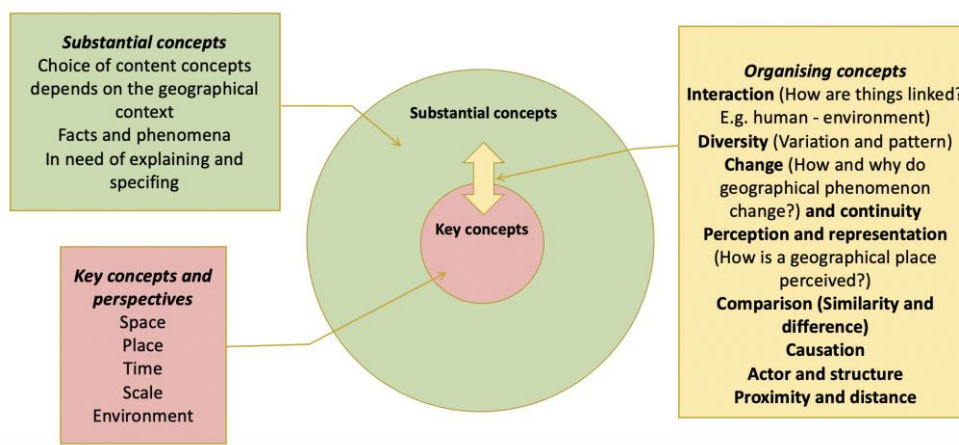 Substantial concepts
Choice of content concepts
depends on the geographical
context
Facts and phenomena
In need of explaining and
specifing
Key concepts and
perspectives
Space
Place
Time
Scale
Environment
Substantial concepts
Key concepts
Organising concepts
Interaction (How are things linked?
E.g. human - environment)
Diversity (Variation and pattern)
Change (How and why do
geographical phenomenon
change?) and continuity
Perception and representation
(How is a geographical place
perceived?)
Comparison (Similarity and
difference)
Causation
Actor and structure
Proximity and distance